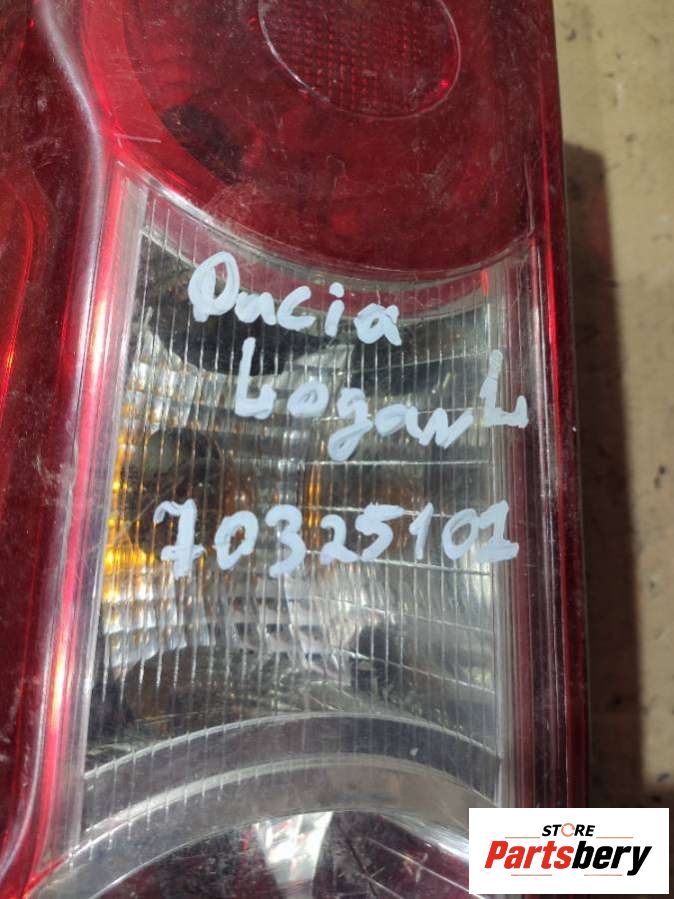 Dacia
Logan L
70325101
STORE
Partsbery